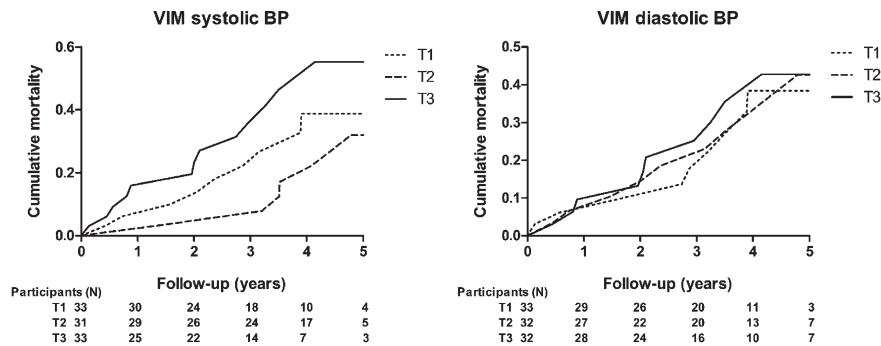 VIM systolic BP
0.6
0.4
0.2
0.0
Cumulative mortality
0 1 2 3 4 5
Follow-up (years)
T1
T2
T3
Participants (N)
T1 33 30 24 18 10 4
T2 31 29 26 24 17 5
T3 33 25 22 14 7 3
VIM diastolic BP
0.5
0.4
0.3
0.2
0.1
0.0
Cumulative mortality
0 1 2 3 4 5
Follow-up (years)
T1
T2
T3
Participants (N)
T1 33 29 26 20 11 3
T2 32 27 22 20 13 7
T3 32 28 24 16 10 7